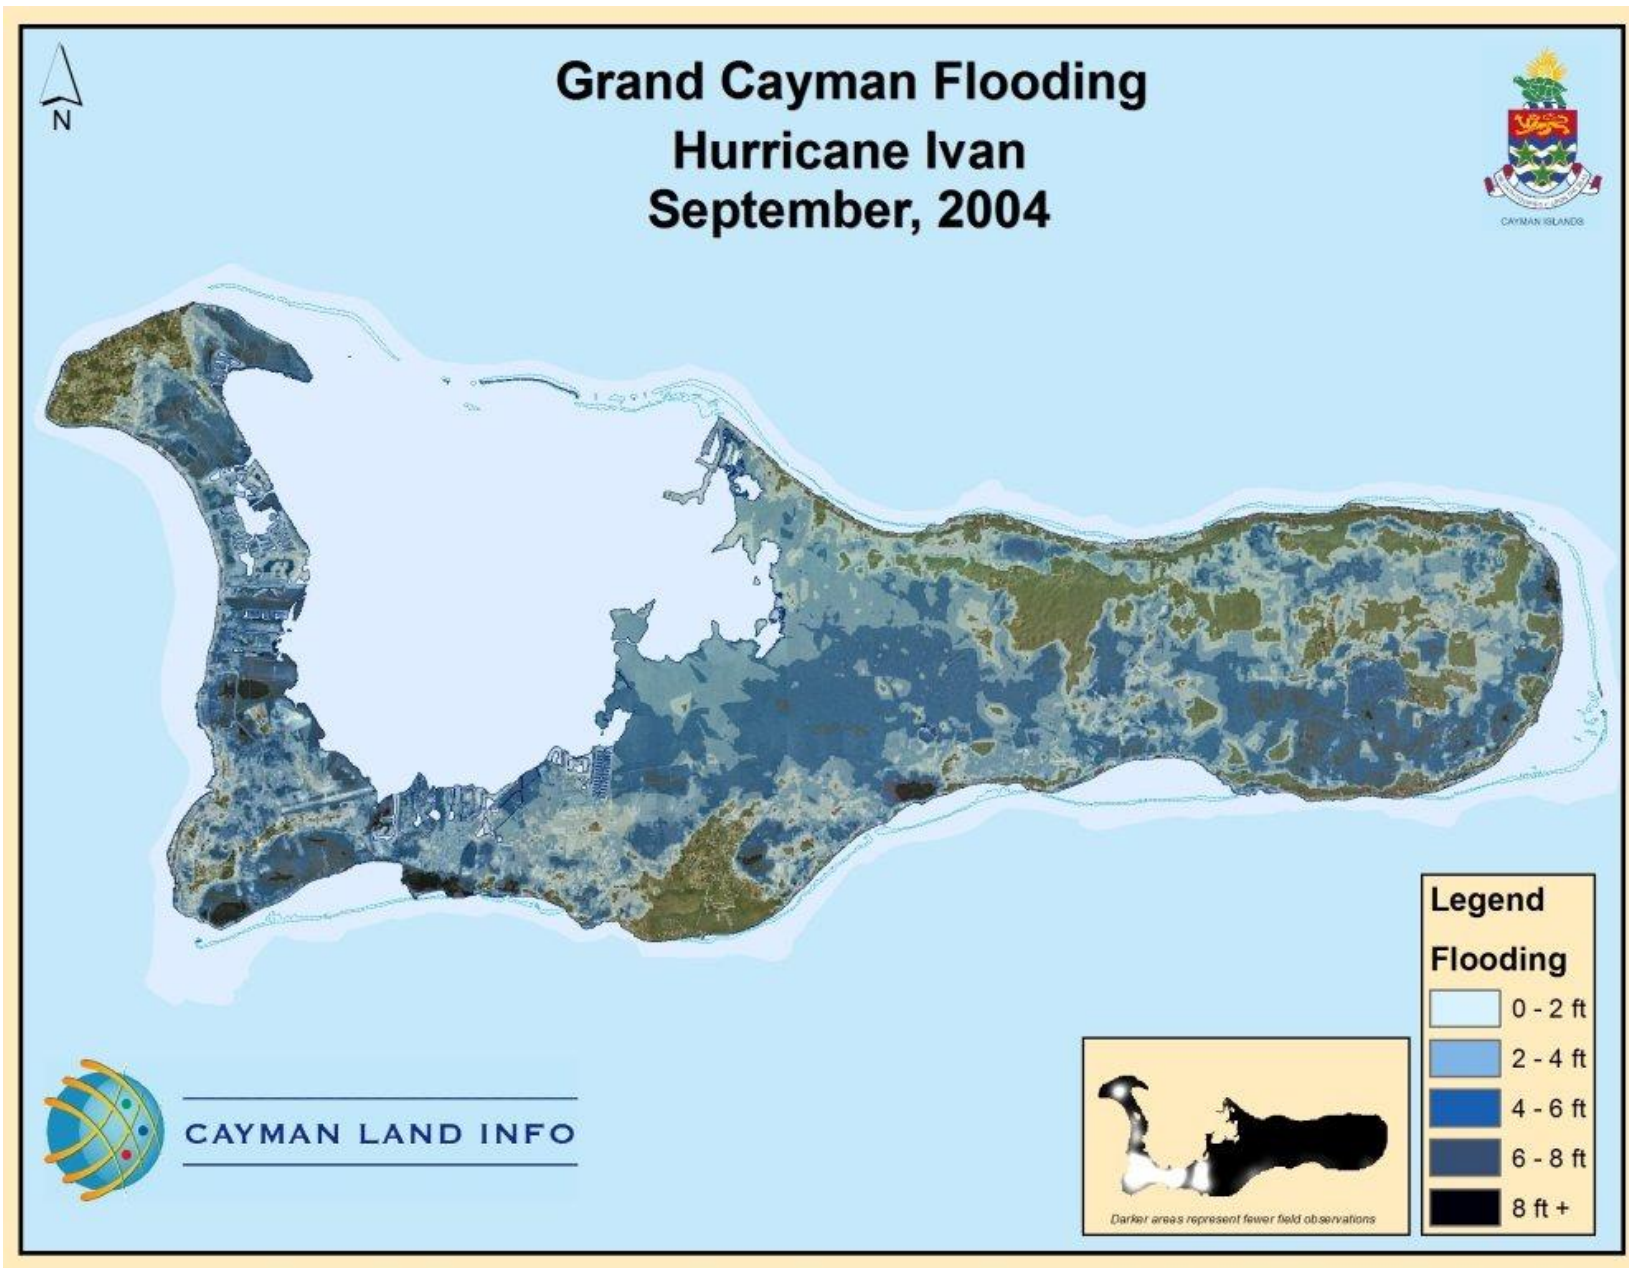 Grand Cayman Flooding
Hurricane Ivan
September, 2004
N
CAYMAN ISLANDS
Legend
Flooding
0 - 2 ft
2 - 4 ft
4 - 6 ft
6 - 8 ft
8 ft +
Darker areas represent fewer field observations
CAYMAN LAND INFO